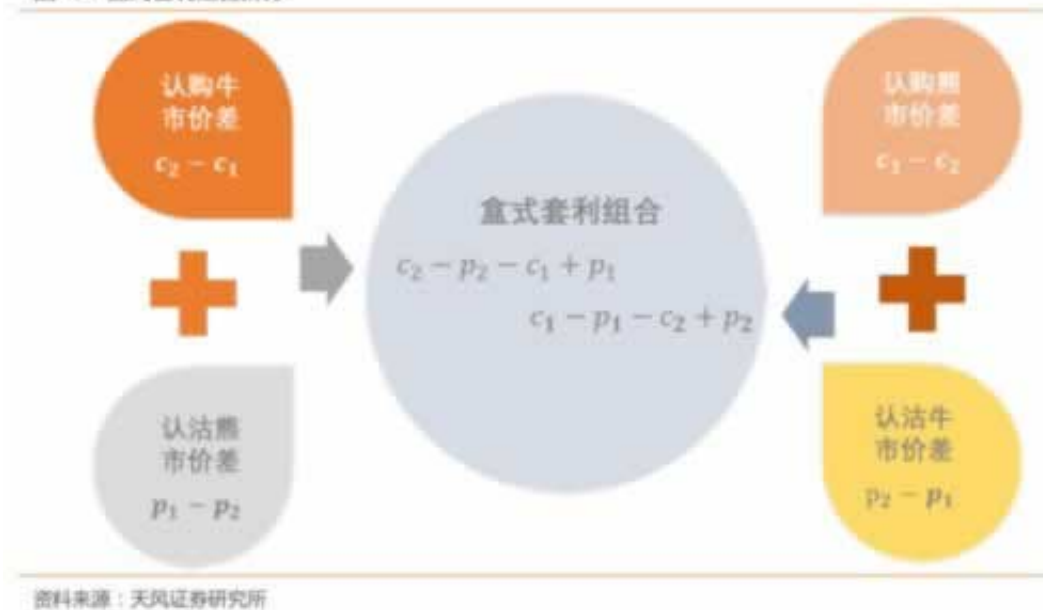 认购牛
市价差
c₂ − c₁
认沽熊
市价差
p₁ − p₂
盒式套利组合
c₂ − p₂ − c₁ + p₁
c₁ − p₁ − c₂ + p₂
认购熊
市价差
c₁ − c₂
认沽牛
市价差
p₂ − p₁
资料来源：天风证券研究所